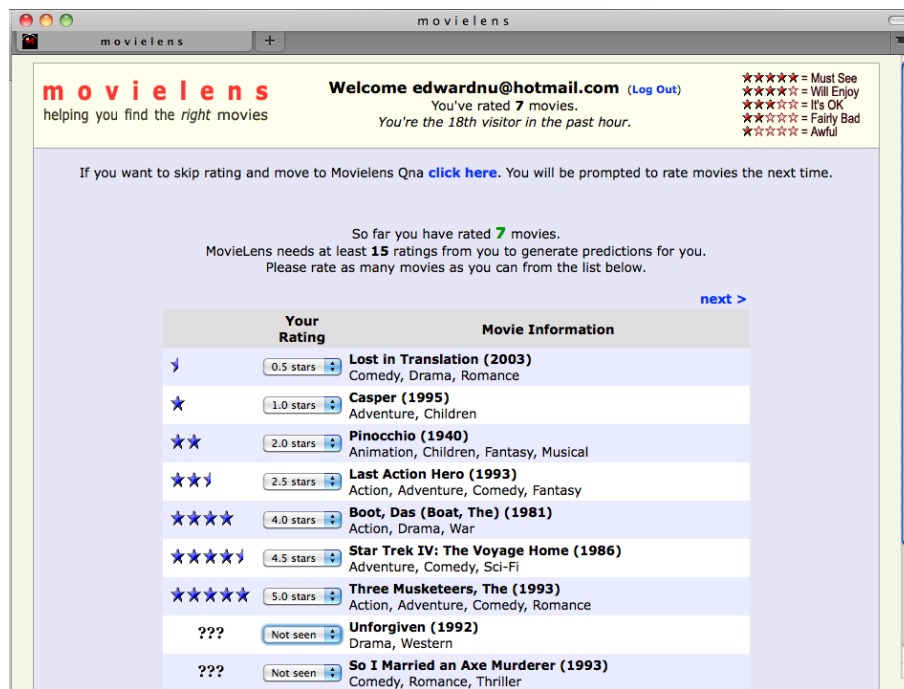 movielens
movielens
+
movielens
helping you find the right movies
Welcome edwardnu@hotmail.com (Log Out)
You've rated 7 movies.
You're the 18th visitor in the past hour.
★★★★★ = Must See
★★★★☆ = Will Enjoy
★★★☆☆ = It's OK
★★☆☆☆ = Fairly Bad
★☆☆☆☆ = Awful
If you want to skip rating and move to Movielens Qna click here. You will be prompted to rate movies the next time.
So far you have rated 7 movies.
MovieLens needs at least 15 ratings from you to generate predictions for you.
Please rate as many movies as you can from the list below.
next >
Your
Rating
Movie Information
0.5 stars
Lost in Translation (2003)
Comedy, Drama, Romance
1.0 stars
Casper (1995)
Adventure, Children
2.0 stars
Pinocchio (1940)
Animation, Children, Fantasy, Musical
2.5 stars
Last Action Hero (1993)
Action, Adventure, Comedy, Fantasy
4.0 stars
Boot, Das (Boat, The) (1981)
Action, Drama, War
4.5 stars
Star Trek IV: The Voyage Home (1986)
Adventure, Comedy, Sci-Fi
5.0 stars
Three Musketeers, The (1993)
Action, Adventure, Comedy, Romance
???
Not seen
Unforgiven (1992)
Drama, Western
???
Not seen
So I Married an Axe Murderer (1993)
Comedy, Romance, Thriller